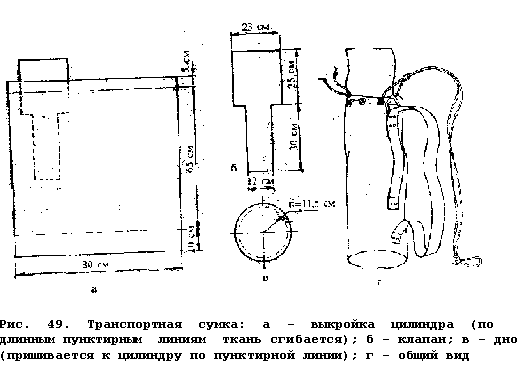 23 см
5 см
25 см
65 см
б
30 см
R=11,5 см
10 см
30 см
а
в
г
Рис. 49. Транспортная сумка: а - выкройка цилиндра (по
длинным пунктирным линиям ткань сгибается); б - клапан; в - дно
(пришивается к цилиндру по пунктирной линии); г - общий вид